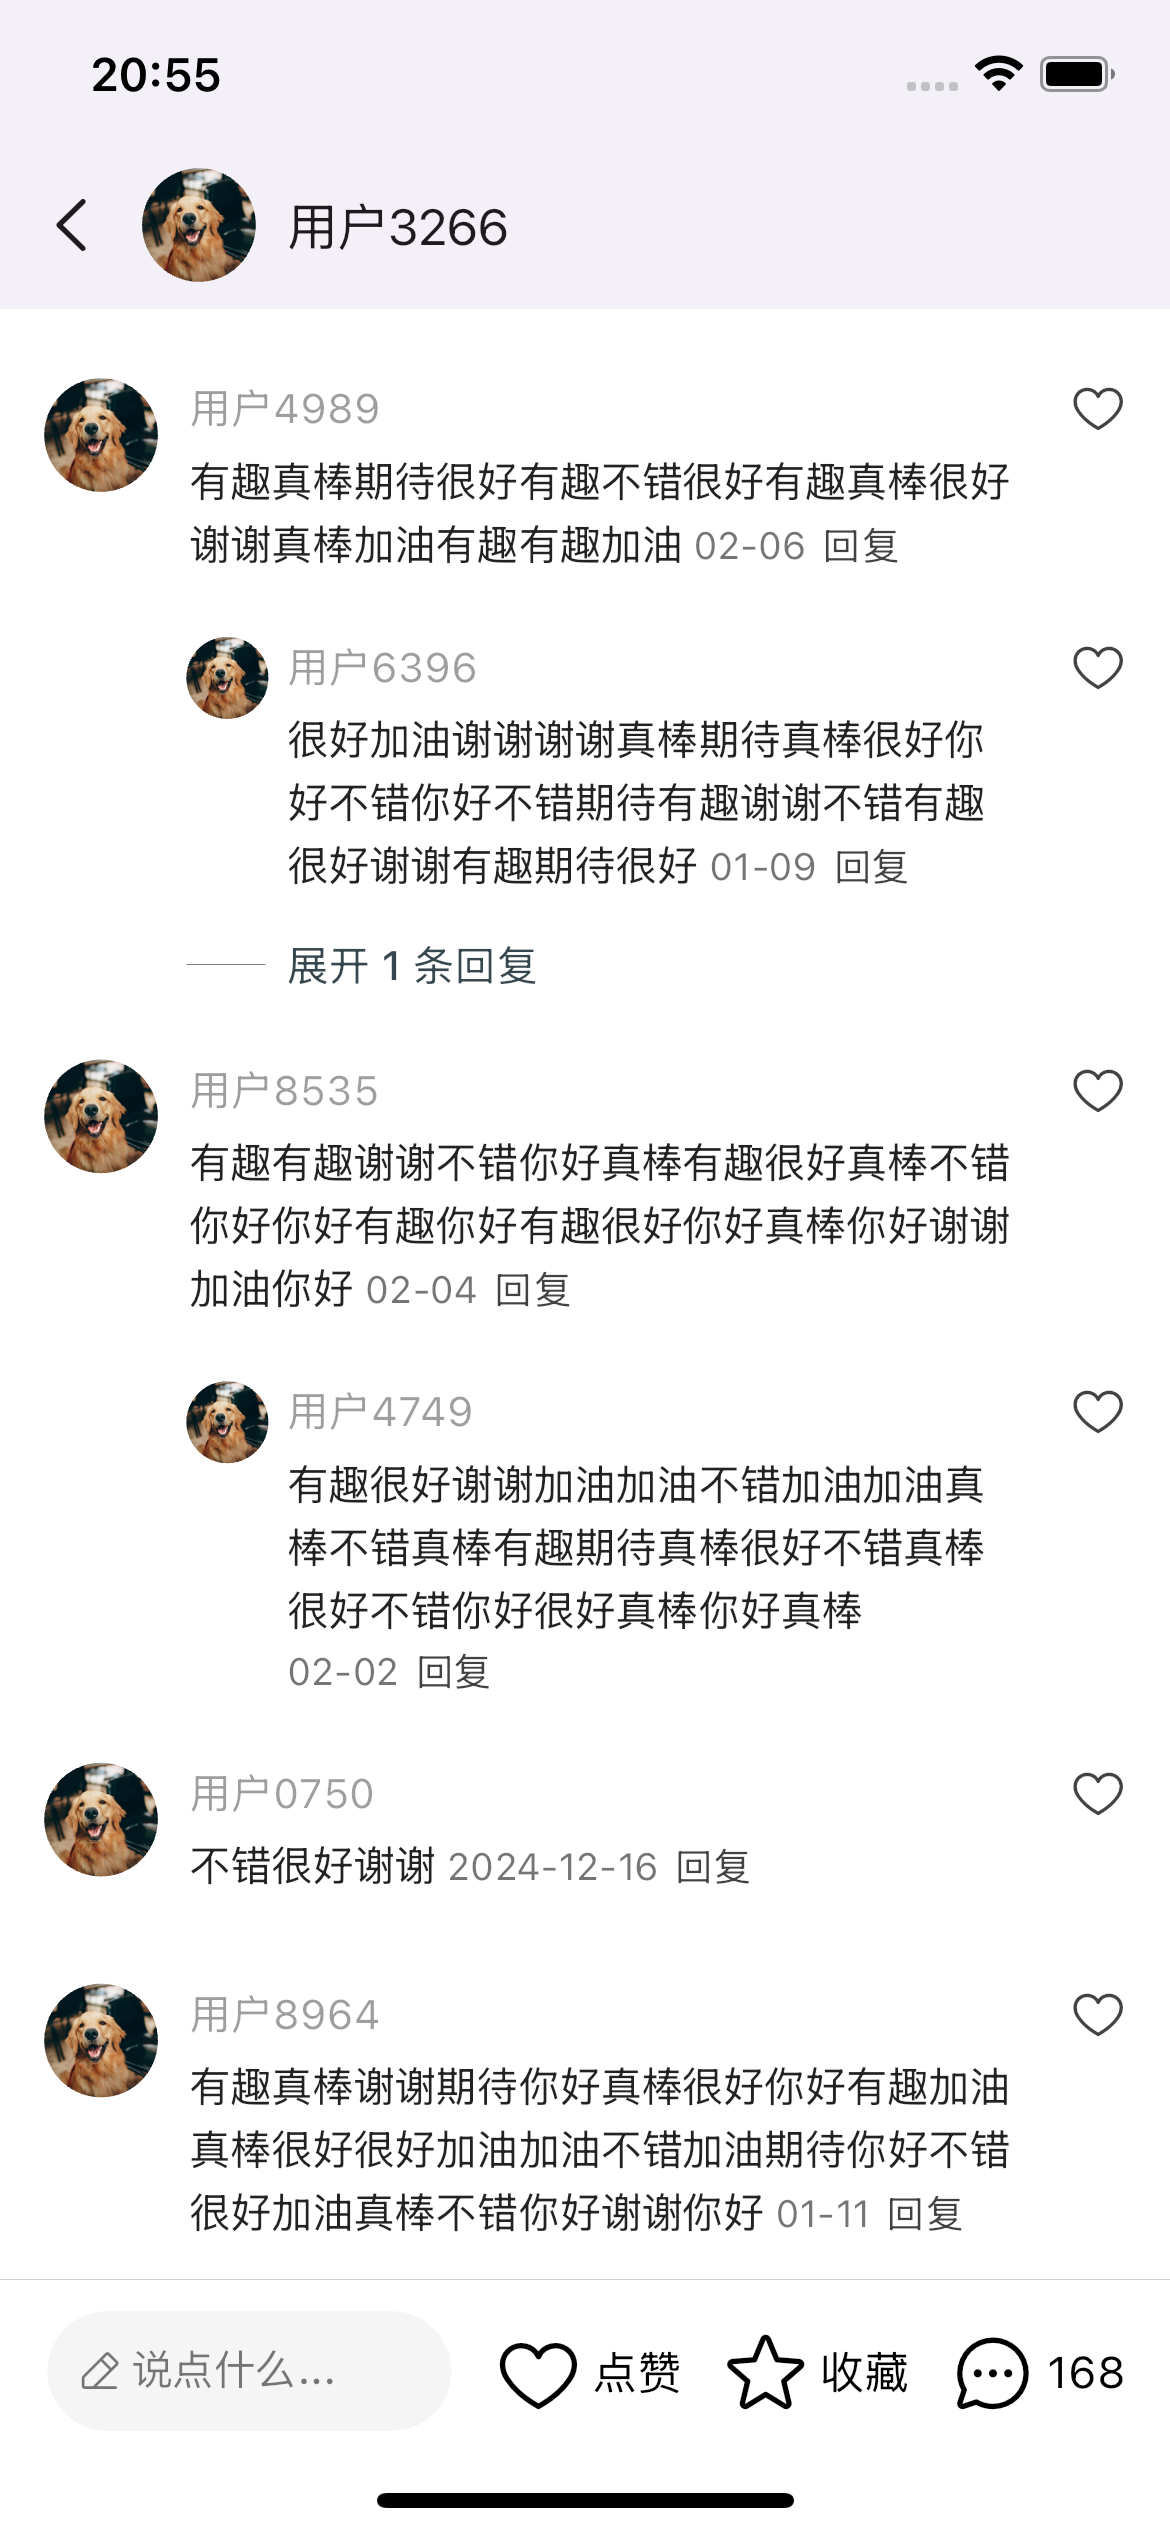 20:55
用户3266
用户4989
有趣真棒期待很好有趣不错很好有趣真棒很好
谢谢真棒加油有趣有趣加油 02-06 回复
用户6396
很好加油谢谢谢谢真棒期待真棒很好你
好不错你好不错期待有趣谢谢不错有趣
很好谢谢有趣期待很好 01-09 回复
展开 1 条回复
用户8535
有趣有趣谢谢不错你好真棒有趣很好真棒不错
你好你好有趣你好有趣很好你好真棒你好谢谢
加油你好 02-04 回复
用户4749
有趣很好谢谢加油加油不错加油加油真
棒不错真棒有趣期待真棒很好不错真棒
很好不错你好很好真棒你好真棒
02-02 回复
用户0750
不错很好谢谢 2024-12-16 回复
用户8964
有趣真棒谢谢期待你好真棒很好你好有趣加油
真棒很好很好加油加油不错加油期待你好不错
很好加油真棒不错你好谢谢你好 01-11 回复
说点什么... 点赞 收藏 168